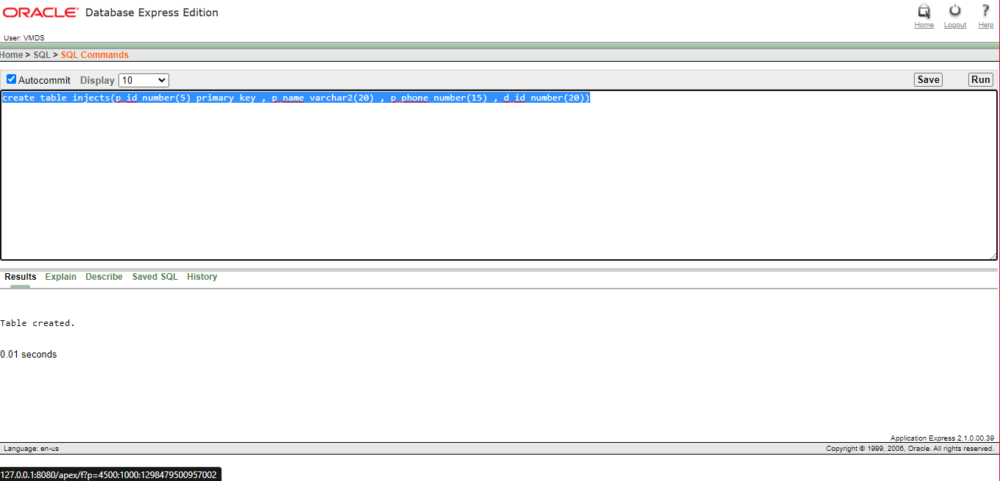 ORACLE® Database Express Edition
Home Logout Help
User: VMDS
Home > SQL > SQL Commands
Autocommit Display 10 Save Run
create table injects(p_id number(5) primary key , p_name varchar2(20) , p_phone number(15) , d_id number(20))
Results Explain Describe Saved SQL History
Table created.
0.01 seconds
Application Express 2.1.0.00.39
Language: en-us Copyright © 1999, 2006, Oracle. All rights reserved.
127.0.0.1:8080/apex/f?p=4500:1000:1298479500957002